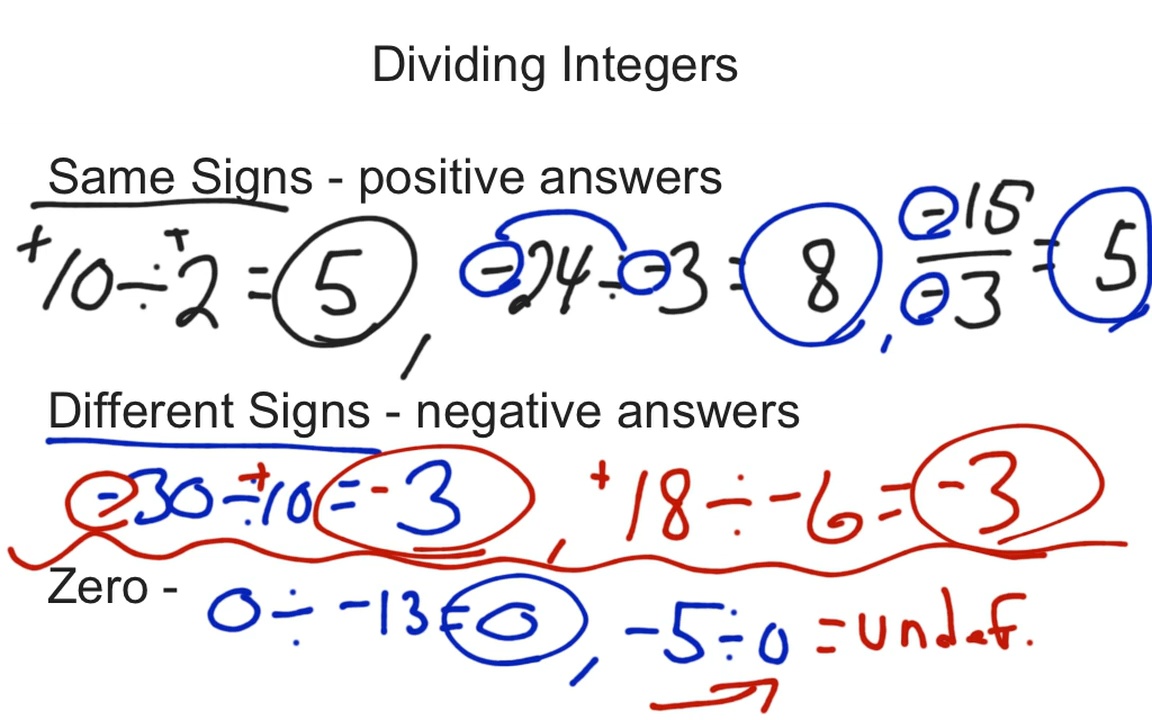 Dividing Integers
Same Signs - positive answers
+10 ÷ +2 = 5, -24 ÷ -3 = 8, -15/-3 = 5
Different Signs - negative answers
-30 ÷ +10 = -3, +18 ÷ -6 = -3
Zero - 0 ÷ -13 = 0, -5 ÷ 0 = undef.